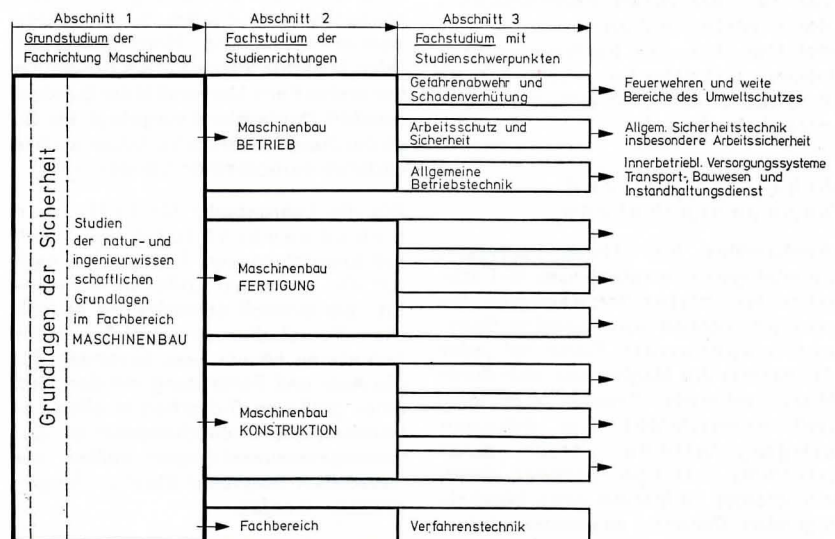 Abschnitt 1
Abschnitt 2
Abschnitt 3
Grundstudium der
Fachrichtung Maschinenbau
Fachstudium der
Studienrichtungen
Fachstudium mit
Studienschwerpunkten
Grundlagen der Sicherheit
Studien
der natur- und
ingenieurwissen
schaftlichen
Grundlagen
im Fachbereich
MASCHINENBAU
Maschinenbau
BETRIEB
Gefahrenabwehr und
Schadenverhütung
Feuerwehren und weite
Bereiche des Umweltschutzes
Arbeitsschutz und
Sicherheit
Allgem. Sicherheitstechnik
insbesondere Arbeitssicherheit
Allgemeine
Betriebstechnik
Innerbetriebl. Versorgungssysteme
Transport-, Bauwesen und
Instandhaltungsdienst
Maschinenbau
FERTIGUNG
Maschinenbau
KONSTRUKTION
Fachbereich
Verfahrenstechnik